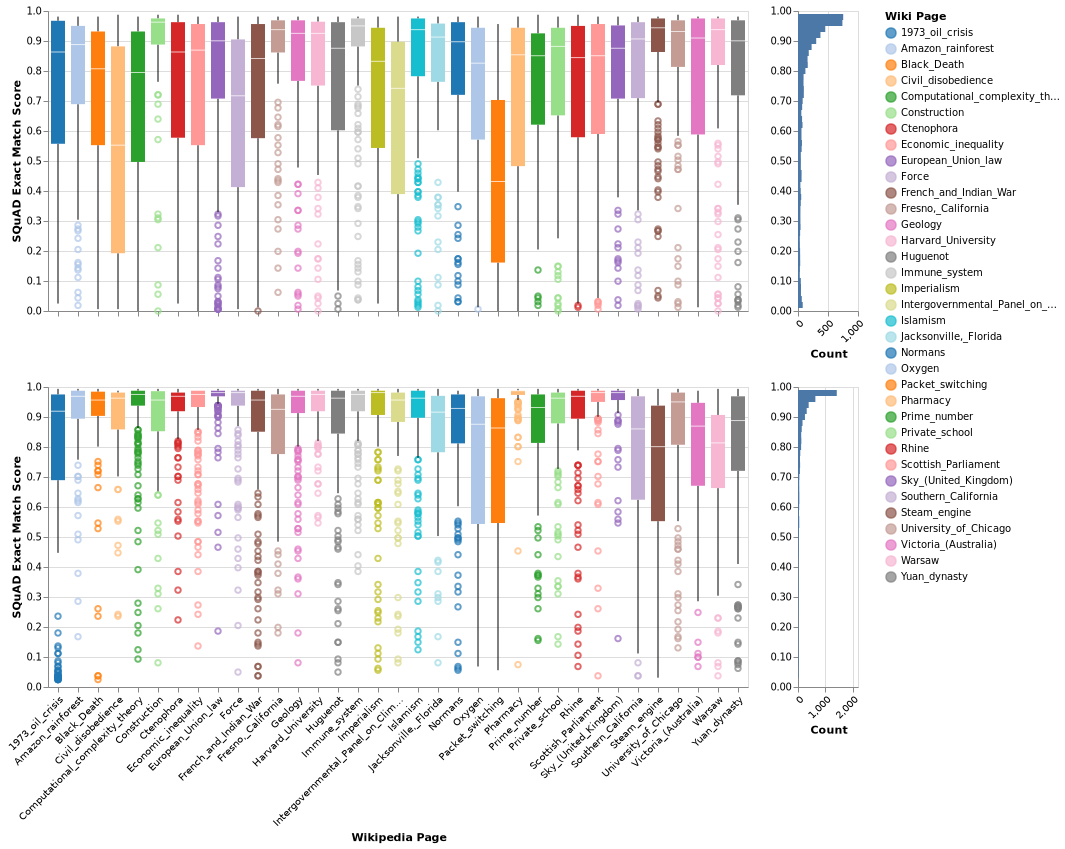 SQuAD Exact Match Score
1.0
0.9
0.8
0.7
0.6
0.5
0.4
0.3
0.2
0.1
0.0
1.00
0.90
0.80
0.70
0.60
0.50
0.40
0.30
0.20
0.10
0.00
0
500
1,000
Count
Wiki Page
1973_oil_crisis
Amazon_rainforest
Black_Death
Civil_disobedience
Computational_complexity_th...
Construction
Ctenophora
Economic_inequality
European_Union_law
Force
French_and_Indian_War
Fresno,_California
Geology
Harvard_University
Huguenot
Immune_system
Imperialism
Intergovernmental_Panel_on_...
Islamism
Jacksonville,_Florida
Normans
Oxygen
Packet_switching
Pharmacy
Prime_number
Private_school
Rhine
Scottish_Parliament
Sky_(United_Kingdom)
Southern_California
Steam_engine
University_of_Chicago
Victoria_(Australia)
Warsaw
Yuan_dynasty
SQuAD Exact Match Score
1.0
0.9
0.8
0.7
0.6
0.5
0.4
0.3
0.2
0.1
0.0
1.00
0.90
0.80
0.70
0.60
0.50
0.40
0.30
0.20
0.10
0.00
0
1,000
2,000
Count
1973_oil_crisis
Amazon_rainforest
Black_Death
Civil_disobedience
Computational_complexity_theory
Construction
Ctenophora
Economic_inequality
European_Union_law
Force
French_and_Indian_War
Fresno,_California
Geology
Harvard_University
Huguenot
Immune_system
Imperialism
Intergovernmental_Panel_on_Clim...
Islamism
Jacksonville,_Florida
Normans
Oxygen
Packet_switching
Pharmacy
Prime_number
Private_school
Rhine
Scottish_Parliament
Sky_(United_Kingdom)
Southern_California
Steam_engine
University_of_Chicago
Victoria_(Australia)
Warsaw
Yuan_dynasty
Wikipedia Page